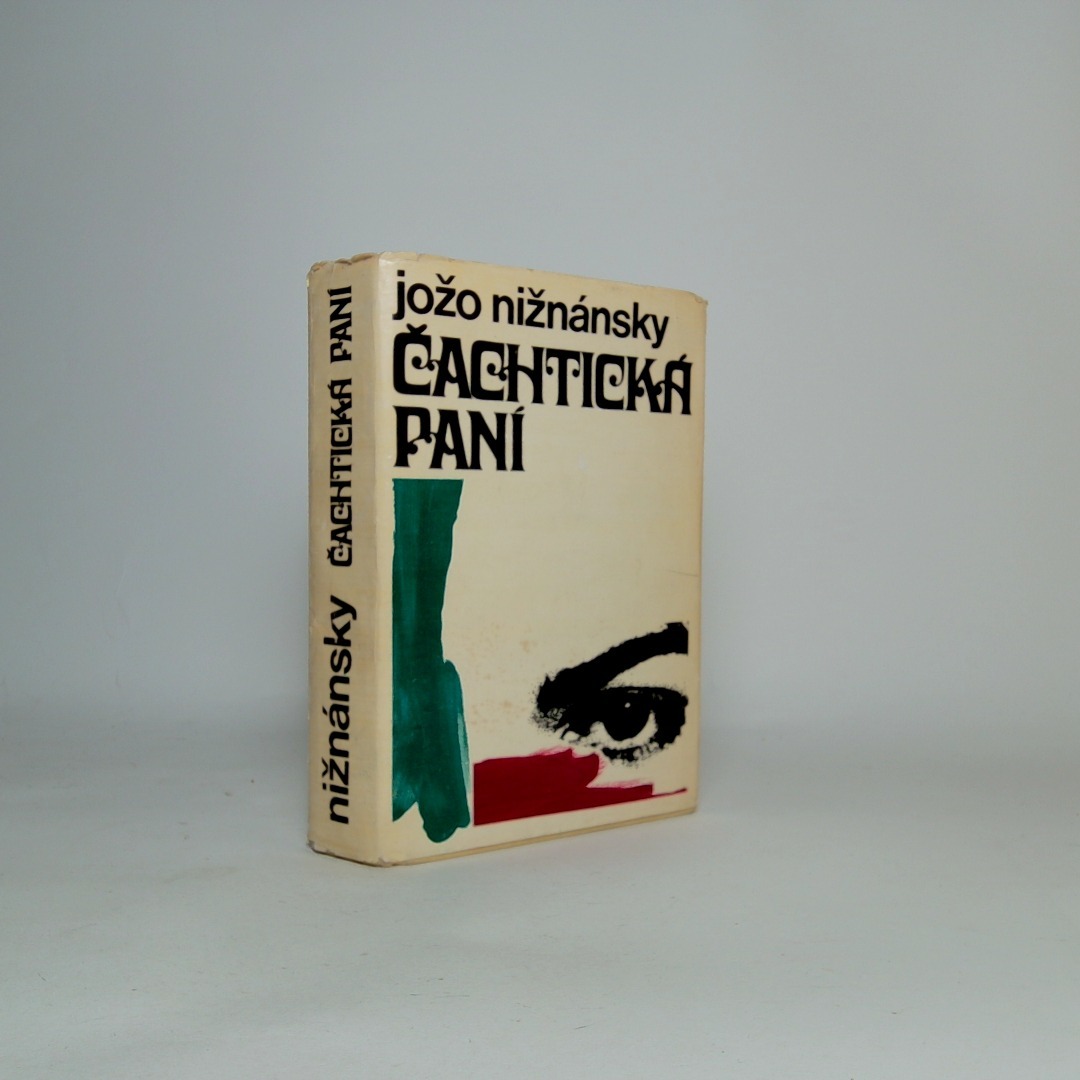 jožo nižnánsky
ČACHTICKÁ
PANÍ
nižnánsky ČACHTICKÁ PANÍ